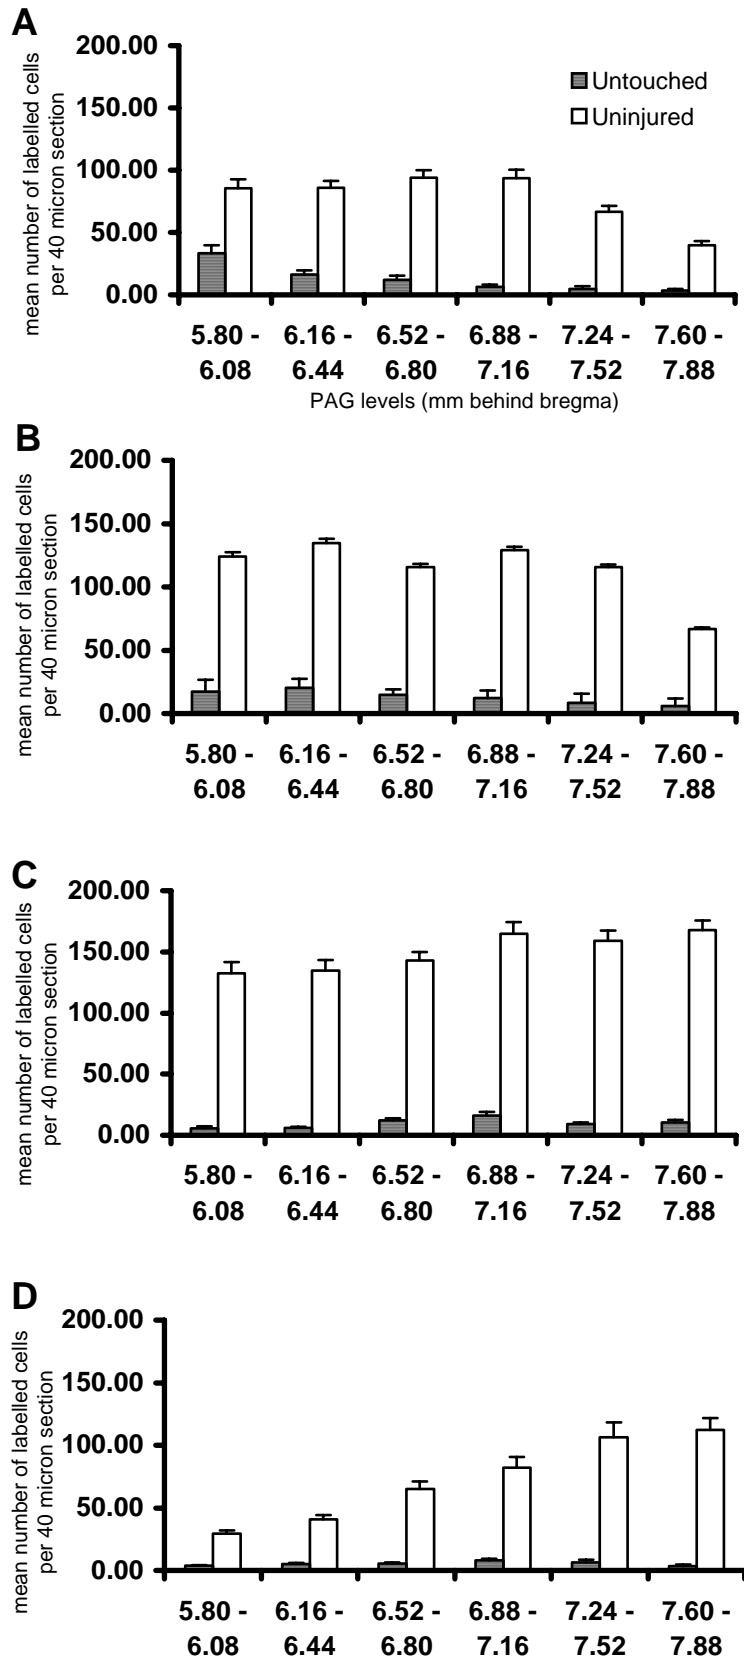 A
200.00
150.00
100.00
50.00
0.00
mean number of labelled cells
per 40 micron section
Untouched
Uninjured
5.80 - 6.16 - 6.52 - 6.88 - 7.24 - 7.60 -
6.08 6.44 6.80 7.16 7.52 7.88
PAG levels (mm behind bregma)
B
200.00
150.00
100.00
50.00
0.00
mean number of labelled cells
per 40 micron section
5.80 - 6.16 - 6.52 - 6.88 - 7.24 - 7.60 -
6.08 6.44 6.80 7.16 7.52 7.88
C
200.00
150.00
100.00
50.00
0.00
mean number of labelled cells
per 40 micron section
5.80 - 6.16 - 6.52 - 6.88 - 7.24 - 7.60 -
6.08 6.44 6.80 7.16 7.52 7.88
D
200.00
150.00
100.00
50.00
0.00
mean number of labelled cells
per 40 micron section
5.80 - 6.16 - 6.52 - 6.88 - 7.24 - 7.60 -
6.08 6.44 6.80 7.16 7.52 7.88